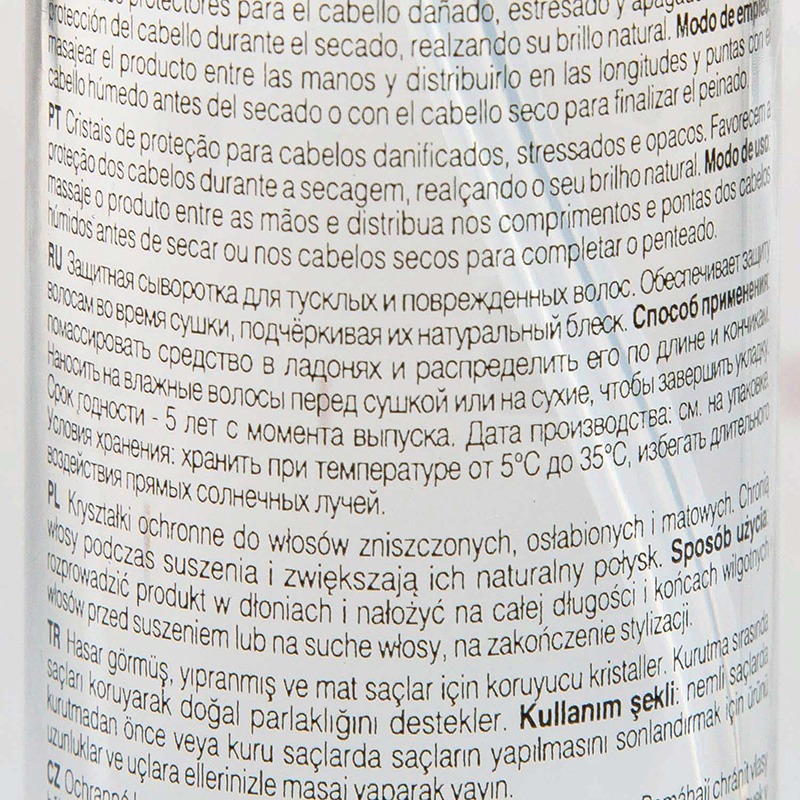 protectores para el cabello dañado, estresado y
protección del cabello durante el secado, realzando su brillo natural. Modo de empleo:
masajear el producto entre las manos y distribuirlo en las longitudes y puntas con el
cabello húmedo antes del secado o con el cabello seco para finalizar el peinado.
PT Cristais de proteção para cabelos danificados, stressados e opacos. Favorecem a
proteção dos cabelos durante a secagem, realçando o seu brilho natural. Modo de uso:
massaje o produto entre as mãos e distribua nos comprimentos e pontas dos cabelos
húmidos antes de secar ou nos cabelos secos para completar o penteado.
RU Защитная сыворотка для тусклых и поврежденных волос. Обеспечивает защиту
волосам во время сушки, подчёркивая их натуральный блеск. Способ применения:
помассировать средство в ладонях и распределить его по длине и кончикам.
Наносить на влажные волосы перед сушкой или на сухие, чтобы завершить укладку.
Срок годности - 5 лет с момента выпуска. Дата производства: см. на упаковке.
Условия хранения: хранить при температуре от 5°C до 35°C, избегать длительного
воздействия прямых солнечных лучей.
PL Kryształki ochronne do włosów zniszczonych, osłabionych i matowych. Chronią
włosy podczas suszenia i zwiększają ich naturalny połysk. Sposób uzycia:
rozprowadzić produkt w dłoniach i nałożyć na całej długości i końcach wilgotnych
włosów przed suszeniem lub na suche włosy, na zakończenie stylizacji.
TR Hasar görmüş, yıpranmış ve mat saçlar için koruyucu kristaller. Kurutma sırasında
saçları koruyarak doğal parlaklığını destekler. Kullanım şekli: nemli saçlarda
kurutmadan önce veya kuru saçlarda saçların yapılmasını sonlandırmak için ürünü
uzunluklar ve uçlara ellerinizle masaj yaparak yayın.
CZ Ochranné chránit vlasy